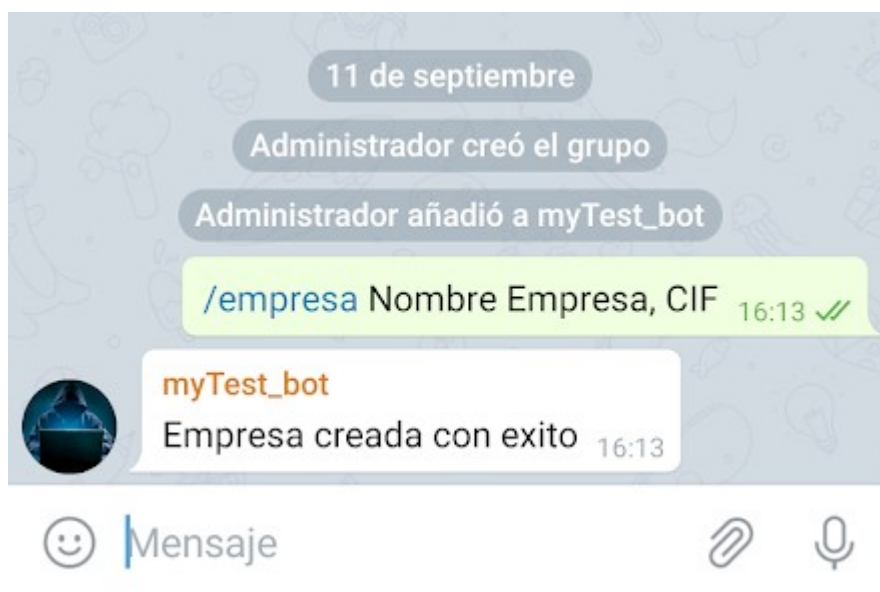 11 de septiembre
Administrador creó el grupo
Administrador añadió a myTest_bot
/empresa Nombre Empresa, CIF 16:13
myTest_bot
Empresa creada con exito 16:13
Mensaje